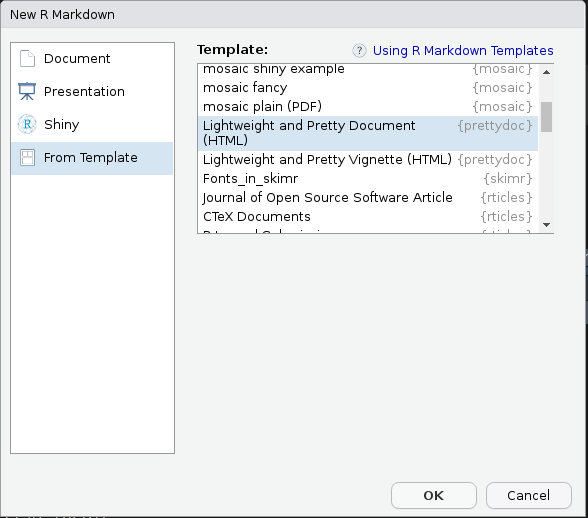 New R Markdown
Document
Presentation
Shiny
From Template
Template:
? Using R Markdown Templates
mosaic shiny example {mosaic}
mosaic fancy {mosaic}
mosaic plain (PDF) {mosaic}
Lightweight and Pretty Document {prettydoc}
(HTML)
Lightweight and Pretty Vignette (HTML) {prettydoc}
Fonts_in_skimr {skimr}
Journal of Open Source Software Article {rticles}
CTeX Documents {rticles}
OK
Cancel